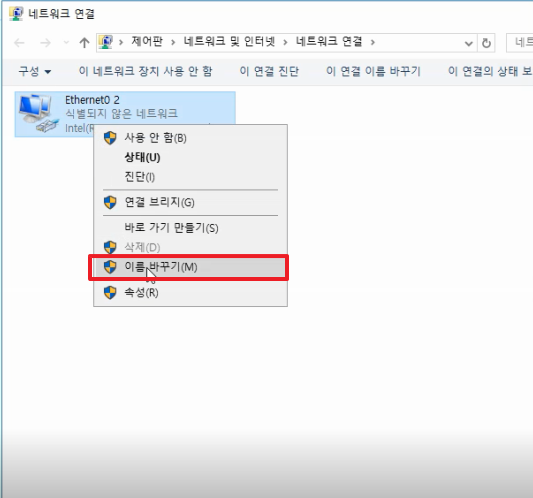 네트워크 연결
제어판 > 네트워크 및 인터넷 > 네트워크 연결 >
구성 이 네트워크 장치 사용 안 함 이 연결 진단 이 연결 이름 바꾸기 이 연결의 상태 보
Ethernet0 2
식별되지 않은 네트워크
Intel(R
사용 안 함(B)
상태(U)
진단(I)
연결 브리지(G)
바로 가기 만들기(S)
삭제(D)
이름 바꾸기(M)
속성(R)